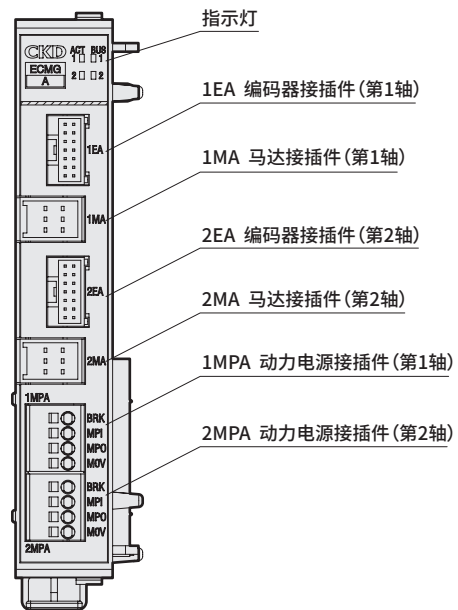 指示灯
CKD ACT BUS
1 1
ECMG
A
2 2
1EA 编码器接插件(第1轴)
1EA
1MA 马达接插件(第1轴)
1MA
2EA 编码器接插件(第2轴)
2EA
2MA 马达接插件(第2轴)
2MA
1MPA 动力电源接插件(第1轴)
1MPA
BRK
MPI
MPO
M0V
2MPA 动力电源接插件(第2轴)
BRK
MPI
MPO
M0V
2MPA